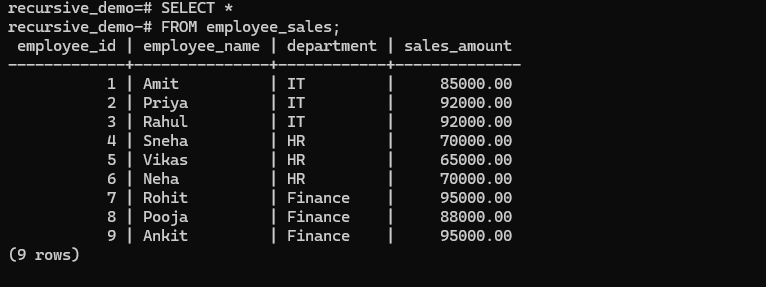 recursive_demo=# SELECT *
recursive_demo-# FROM employee_sales;
 employee_id | employee_name | department | sales_amount
-------------+---------------+------------+--------------
           1 | Amit          | IT         |     85000.00
           2 | Priya         | IT         |     92000.00
           3 | Rahul         | IT         |     92000.00
           4 | Sneha         | HR         |     70000.00
           5 | Vikas         | HR         |     65000.00
           6 | Neha          | HR         |     70000.00
           7 | Rohit         | Finance    |     95000.00
           8 | Pooja         | Finance    |     88000.00
           9 | Ankit         | Finance    |     95000.00
(9 rows)